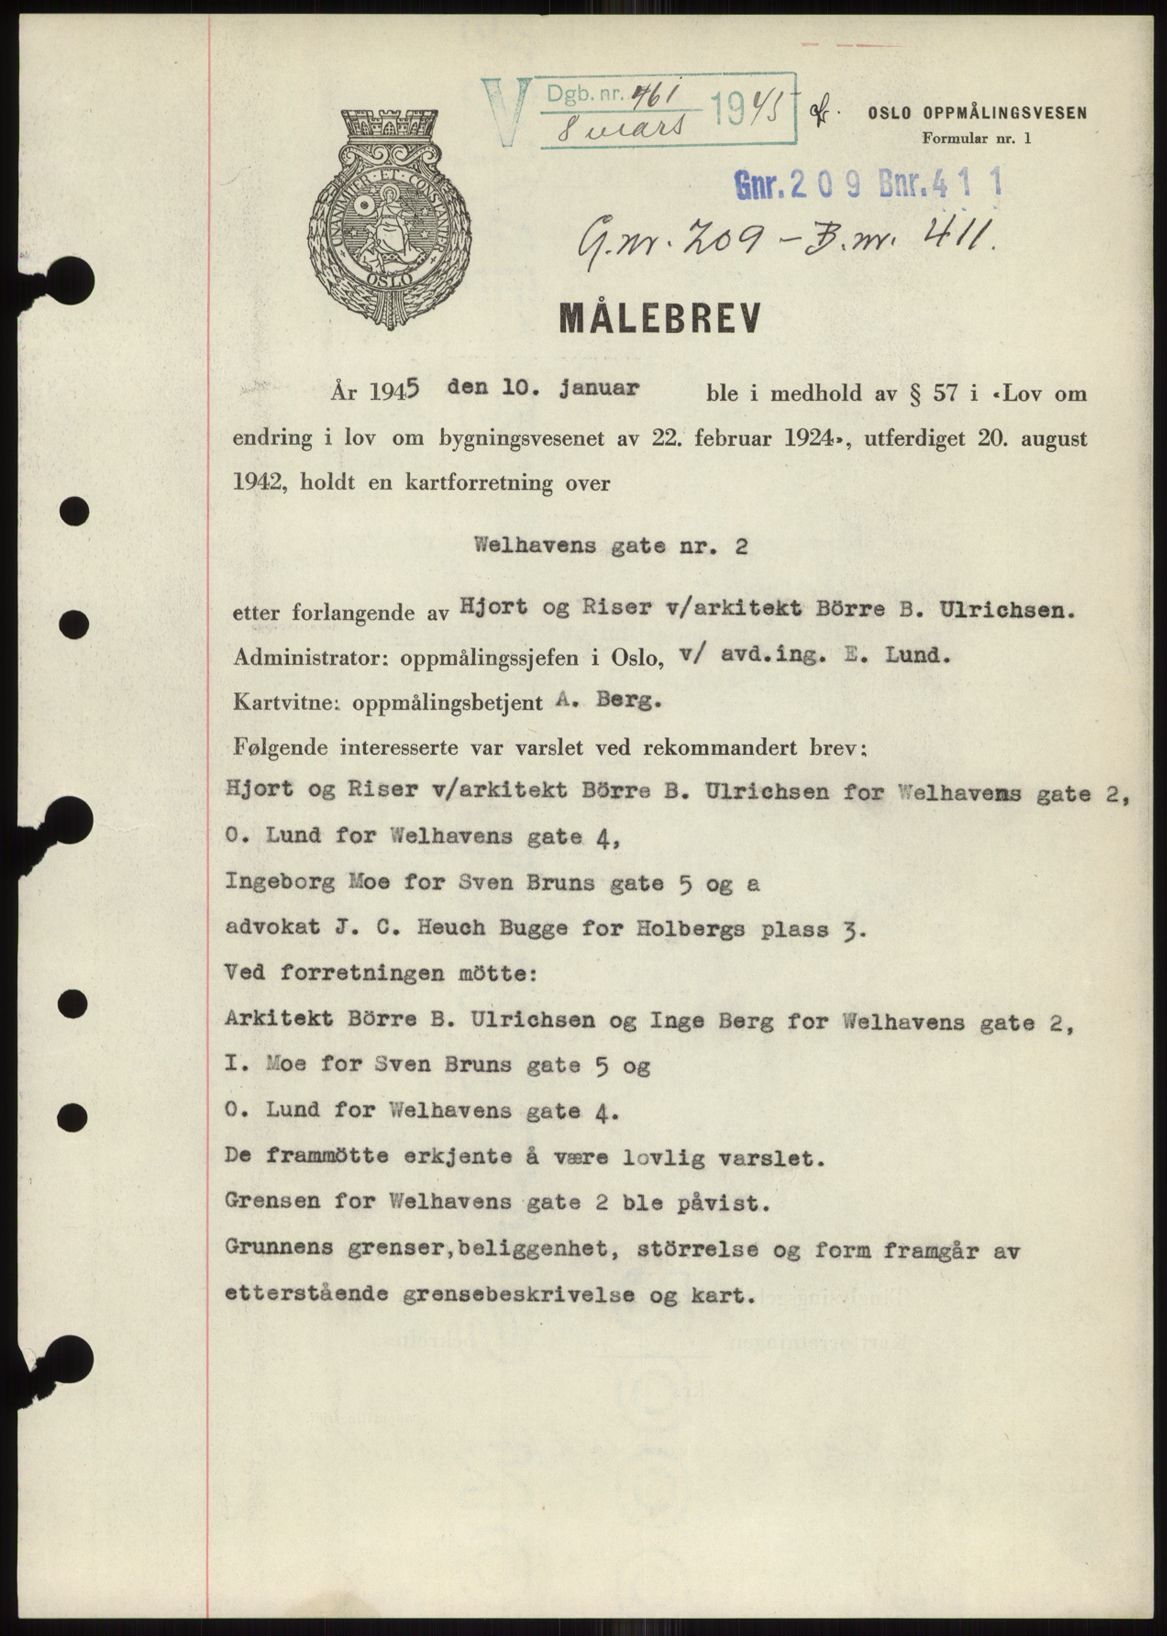 V Dgb. nr. 461 1945
8 mars
OSLO OPPMÅLINGSVESEN
Formular nr. 1
UNANIMITER · ET · CONSTANTER
OSLO
Gnr. 209 Bnr. 411
G.nr. 209 – B.nr. 411.
MÅLEBREV
År 1945 den 10. januar ble i medhold av § 57 i «Lov om
endring i lov om bygningsvesenet av 22. februar 1924», utferdiget 20. august
1942, holdt en kartforretning over
Welhavens gate nr. 2
etter forlangende av Hjort og Riser v/arkitekt Börre B. Ulrichsen.
Administrator: oppmålingssjefen i Oslo, v/ avd.ing. E. Lund.
Kartvitne: oppmålingsbetjent A. Berg.
Følgende interesserte var varslet ved rekommandert brev:
Hjort og Riser v/arkitekt Börre B. Ulrichsen for Welhavens gate 2,
O. Lund for Welhavens gate 4,
Ingeborg Moe for Sven Bruns gate 5 og a
advokat J. C. Heuch Bugge for Holbergs plass 3.
Ved forretningen mötte:
Arkitekt Börre B. Ulrichsen og Inge Berg for Welhavens gate 2,
I. Moe for Sven Bruns gate 5 og
O. Lund for Welhavens gate 4.
De frammötte erkjente å være lovlig varslet.
Grensen for Welhavens gate 2 ble påvist.
Grunnens grenser,beliggenhet, störrelse og form framgår av
etterstående grensebeskrivelse og kart.